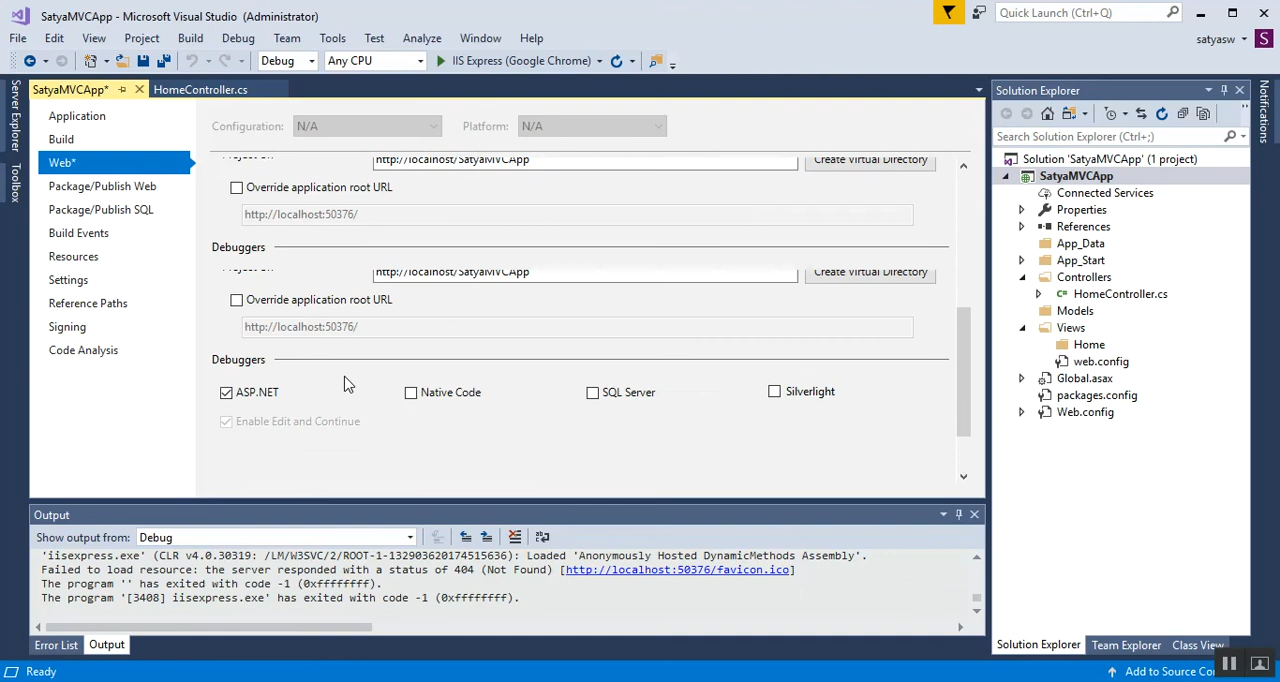 SatyaMVCApp - Microsoft Visual Studio (Administrator)
Quick Launch (Ctrl+Q)
File Edit View Project Build Debug Team Tools Test Analyze Window Help
satyasw S
Debug Any CPU IIS Express (Google Chrome)
Server Explorer
Toolbox
SatyaMVCApp* HomeController.cs
Application
Build
Web*
Package/Publish Web
Package/Publish SQL
Build Events
Resources
Settings
Reference Paths
Signing
Code Analysis
Configuration: N/A Platform: N/A
http://localhost/SatyaMVCApp Create Virtual Directory
Override application root URL
http://localhost:50376/
Debuggers
http://localhost/SatyaMVCApp Create Virtual Directory
Override application root URL
http://localhost:50376/
Debuggers
ASP.NET Native Code SQL Server Silverlight
Enable Edit and Continue
Output
Show output from: Debug
'iisexpress.exe' (CLR v4.0.30319: /LM/W3SVC/2/ROOT-1-132903620174515636): Loaded 'Anonymously Hosted DynamicMethods Assembly'.
Failed to load resource: the server responded with a status of 404 (Not Found) [http://localhost:50376/favicon.ico]
The program '' has exited with code -1 (0xffffffff).
The program '[3408] iisexpress.exe' has exited with code -1 (0xffffffff).
Error List Output
Solution Explorer
Search Solution Explorer (Ctrl+;)
Solution 'SatyaMVCApp' (1 project)
SatyaMVCApp
Connected Services
Properties
References
App_Data
App_Start
Controllers
C# HomeController.cs
Models
Views
Home
web.config
Global.asax
packages.config
Web.config
Solution Explorer Team Explorer Class View
Notifications
Ready
Add to Source